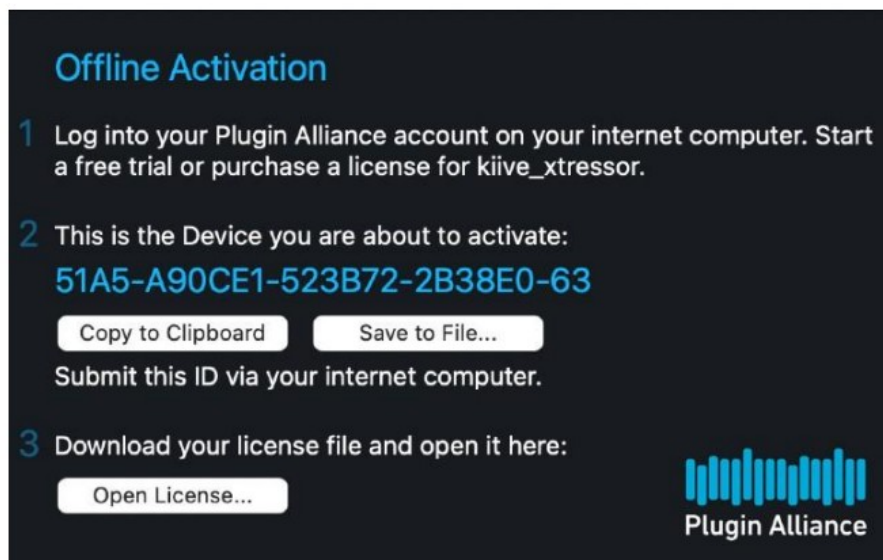 Offline Activation
1 Log into your Plugin Alliance account on your internet computer. Start
a free trial or purchase a license for kiive_xtressor.
2 This is the Device you are about to activate:
51A5-A90CE1-523B72-2B38E0-63
Copy to Clipboard Save to File...
Submit this ID via your internet computer.
3 Download your license file and open it here:
Open License...
Plugin Alliance